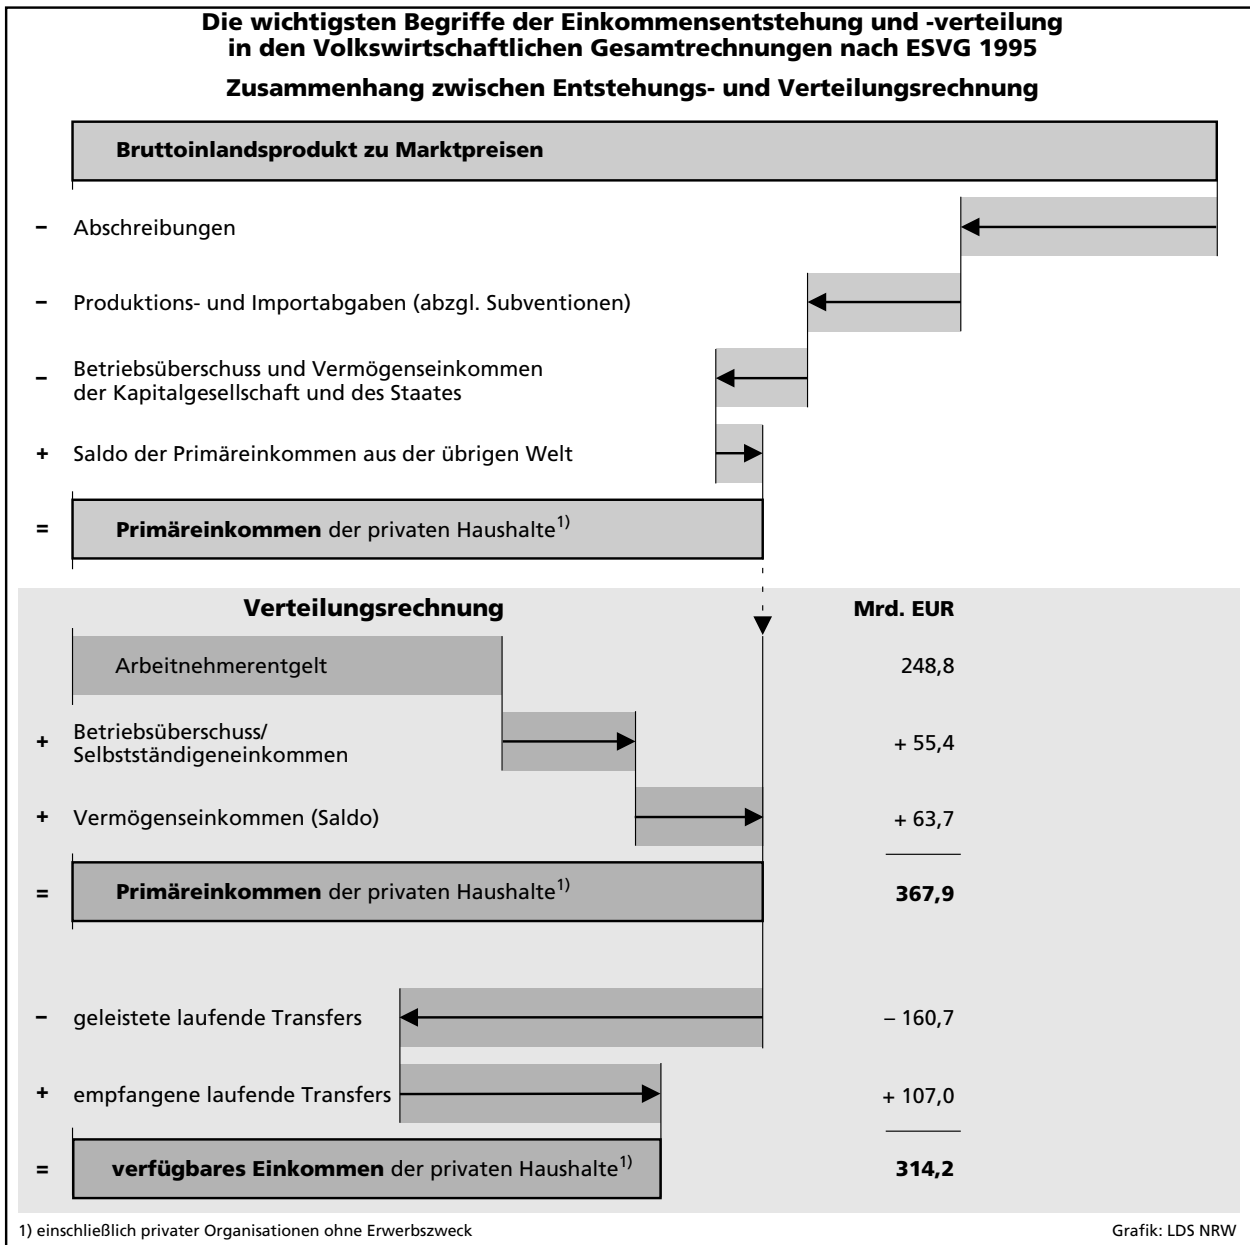 Die wichtigsten Begriffe der Einkommensentstehung und -verteilung
in den Volkswirtschaftlichen Gesamtrechnungen nach ESVG 1995
Zusammenhang zwischen Entstehungs- und Verteilungsrechnung
Bruttoinlandsprodukt zu Marktpreisen
– Abschreibungen
– Produktions- und Importabgaben (abzgl. Subventionen)
– Betriebsüberschuss und Vermögenseinkommen
der Kapitalgesellschaft und des Staates
+ Saldo der Primäreinkommen aus der übrigen Welt
= Primäreinkommen der privaten Haushalte1)
Verteilungsrechnung Mrd. EUR
Arbeitnehmerentgelt 248,8
+ Betriebsüberschuss/
Selbstständigeneinkommen + 55,4
+ Vermögenseinkommen (Saldo) + 63,7
= Primäreinkommen der privaten Haushalte1) 367,9
– geleistete laufende Transfers – 160,7
+ empfangene laufende Transfers + 107,0
= verfügbares Einkommen der privaten Haushalte1) 314,2
1) einschließlich privater Organisationen ohne Erwerbszweck Grafik: LDS NRW